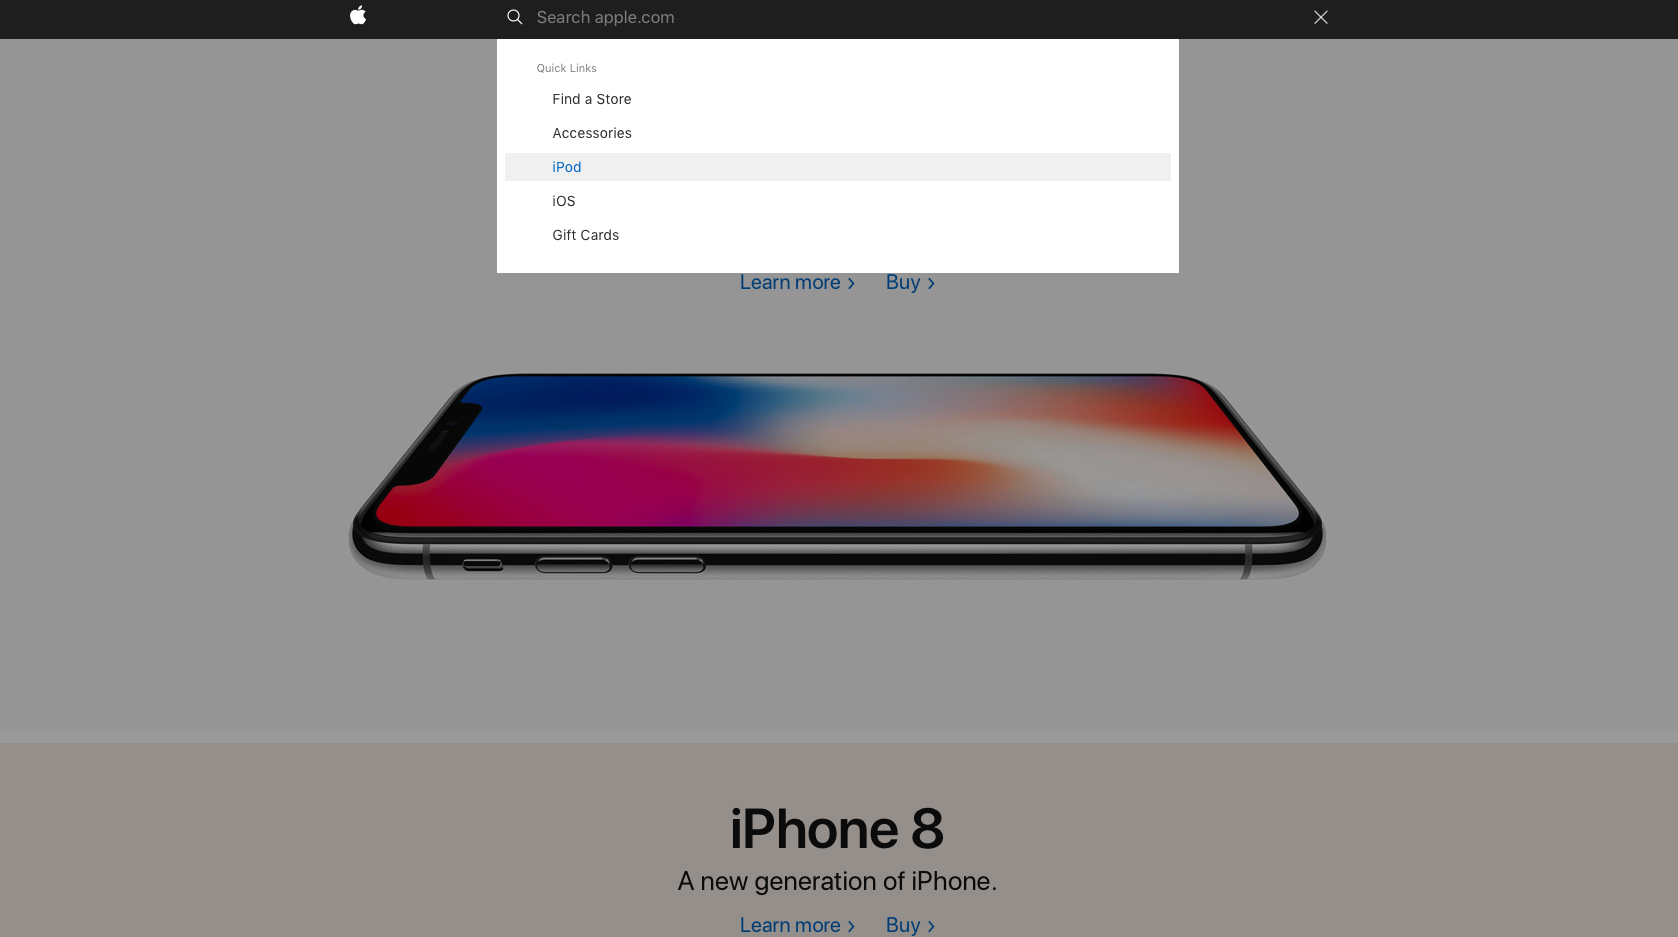 Search apple.com
Quick Links
Find a Store
Accessories
iPod
iOS
Gift Cards
Learn more > Buy >
iPhone 8
A new generation of iPhone.
Learn more > Buy >